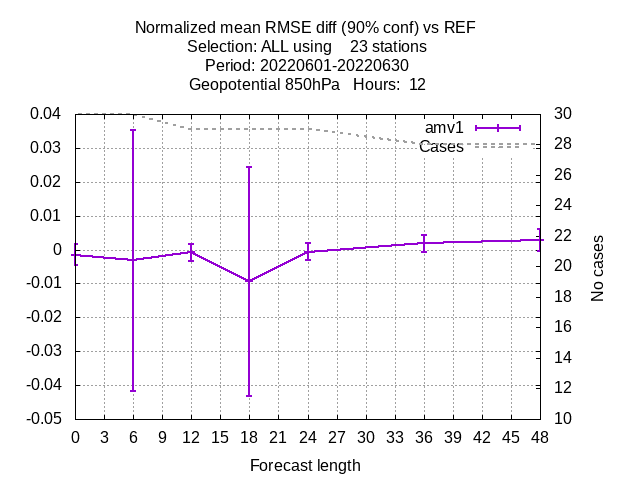 Normalized mean RMSE diff (90% conf) vs REF
Selection: ALL using    23 stations
Period: 20220601-20220630
Geopotential 850hPa   Hours:  12
0.04
0.03
0.02
0.01
0
-0.01
-0.02
-0.03
-0.04
-0.05
amv1
Cases
30
28
26
24
22
20
18
16
14
12
10
No cases
0 3 6 9 12 15 18 21 24 27 30 33 36 39 42 45 48
Forecast length